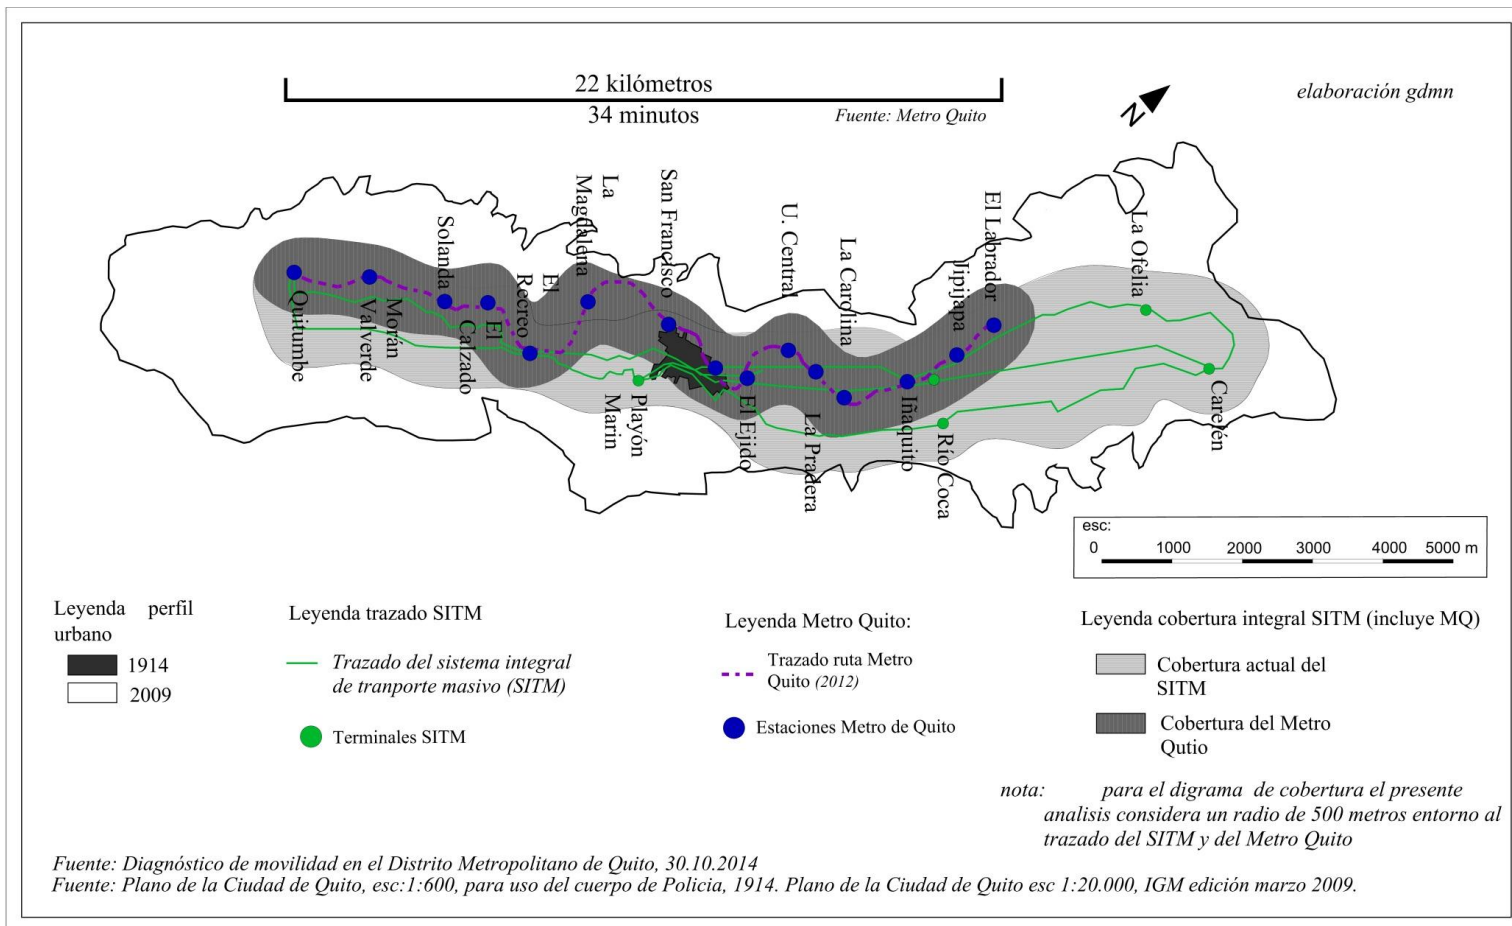 22 kilómetros
34 minutos
Fuente: Metro Quito
elaboración gdmn
N
Quitumbe
Morán
Valverde
Solanda
El
Calzado
El
Recreo
La
Magdalena
San Francisco
Playón
Marin
El Ejido
U. Central
La Pradera
La Carolina
Iñaquito
Jipijapa
El Labrador
Río Coca
La Ofelia
Carelén
esc:
0 1000 2000 3000 4000 5000 m
Leyenda perfil
urbano
1914
2009
Leyenda trazado SITM
Trazado del sistema integral
de tranporte masivo (SITM)
Terminales SITM
Leyenda Metro Quito:
Trazado ruta Metro
Quito (2012)
Estaciones Metro de Quito
Leyenda cobertura integral SITM (incluye MQ)
Cobertura actual del
SITM
Cobertura del Metro
Qutio
nota: para el digrama de cobertura el presente
analisis considera un radio de 500 metros entorno al
trazado del SITM y del Metro Quito
Fuente: Diagnóstico de movilidad en el Distrito Metropolitano de Quito, 30.10.2014
Fuente: Plano de la Ciudad de Quito, esc:1:600, para uso del cuerpo de Policia, 1914. Plano de la Ciudad de Quito esc 1:20.000, IGM edición marzo 2009.